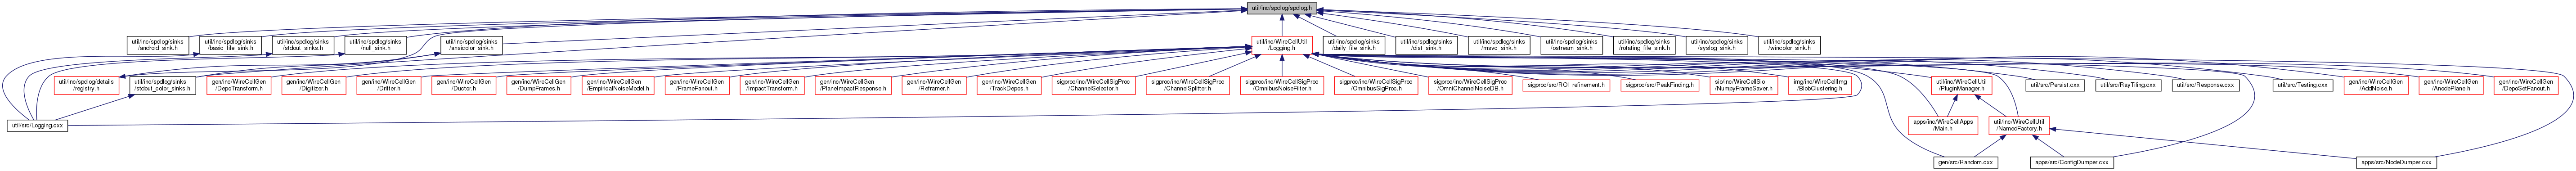 util/inc/spdlog/spdlog.h
util/inc/spdlog/sinks
/android_sink.h
util/inc/spdlog/sinks
/basic_file_sink.h
util/inc/spdlog/sinks
/stdout_sinks.h
util/inc/spdlog/sinks
/null_sink.h
util/inc/spdlog/sinks
/ansicolor_sink.h
util/inc/WireCellUtil
/Logging.h
util/inc/spdlog/sinks
/daily_file_sink.h
util/inc/spdlog/sinks
/dist_sink.h
util/inc/spdlog/sinks
/msvc_sink.h
util/inc/spdlog/sinks
/ostream_sink.h
util/inc/spdlog/sinks
/rotating_file_sink.h
util/inc/spdlog/sinks
/syslog_sink.h
util/inc/spdlog/sinks
/wincolor_sink.h
util/inc/spdlog/details
/registry.h
util/inc/spdlog/sinks
/stdout_color_sinks.h
gen/inc/WireCellGen
/DepoTransform.h
gen/inc/WireCellGen
/Digitizer.h
gen/inc/WireCellGen
/Drifter.h
gen/inc/WireCellGen
/Ductor.h
gen/inc/WireCellGen
/DumpFrames.h
gen/inc/WireCellGen
/EmpiricalNoiseModel.h
gen/inc/WireCellGen
/FrameFanout.h
gen/inc/WireCellGen
/ImpactTransform.h
gen/inc/WireCellGen
/PlaneImpactResponse.h
gen/inc/WireCellGen
/Reframer.h
gen/inc/WireCellGen
/TrackDepos.h
sigproc/inc/WireCellSigProc
/ChannelSelector.h
sigproc/inc/WireCellSigProc
/ChannelSplitter.h
sigproc/inc/WireCellSigProc
/OmnibusNoiseFilter.h
sigproc/inc/WireCellSigProc
/OmnibusSigProc.h
sigproc/inc/WireCellSigProc
/OmniChannelNoiseDB.h
sigproc/src/ROI_refinement.h
sigproc/src/PeakFinding.h
sio/inc/WireCellSio
/NumpyFrameSaver.h
img/inc/WireCellImg
/BlobClustering.h
util/inc/WireCellUtil
/PluginManager.h
util/src/Persist.cxx
util/src/RayTiling.cxx
util/src/Response.cxx
util/src/Testing.cxx
gen/inc/WireCellGen
/AddNoise.h
gen/inc/WireCellGen
/AnodePlane.h
gen/inc/WireCellGen
/DepoSetFanout.h
util/src/Logging.cxx
apps/inc/WireCellApps
/Main.h
util/inc/WireCellUtil
/NamedFactory.h
gen/src/Random.cxx
apps/src/ConfigDumper.cxx
apps/src/NodeDumper.cxx